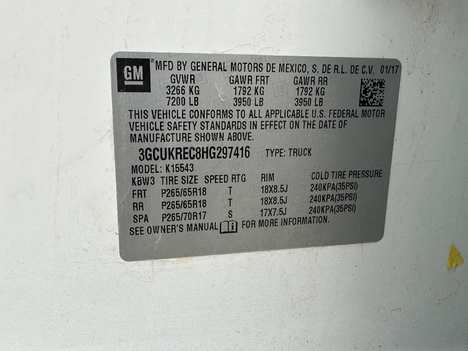 GM
MFD BY GENERAL MOTORS DE MEXICO, S. DE R.L. DE C.V. 01/17
GVWR GAWR FRT GAWR RR
3266 KG 1792 KG 1792 KG
7200 LB 3950 LB 3950 LB
THIS VEHICLE CONFORMS TO ALL APPLICABLE U.S. FEDERAL MOTOR
VEHICLE SAFETY STANDARDS IN EFFECT ON THE DATE OF
MANUFACTURE SHOWN ABOVE.
3GCUKREC8HG297416 TYPE: TRUCK
MODEL: K15543
KBW3 TIRE SIZE SPEED RTG RIM COLD TIRE PRESSURE
FRT P265/65R18 T 18X8.5J 240KPA(35PSI)
RR P265/65R18 T 18X8.5J 240KPA(35PSI)
SPA P265/70R17 S 17X7.5J 240KPA(35PSI)
SEE OWNER'S MANUAL FOR MORE INFORMATION.